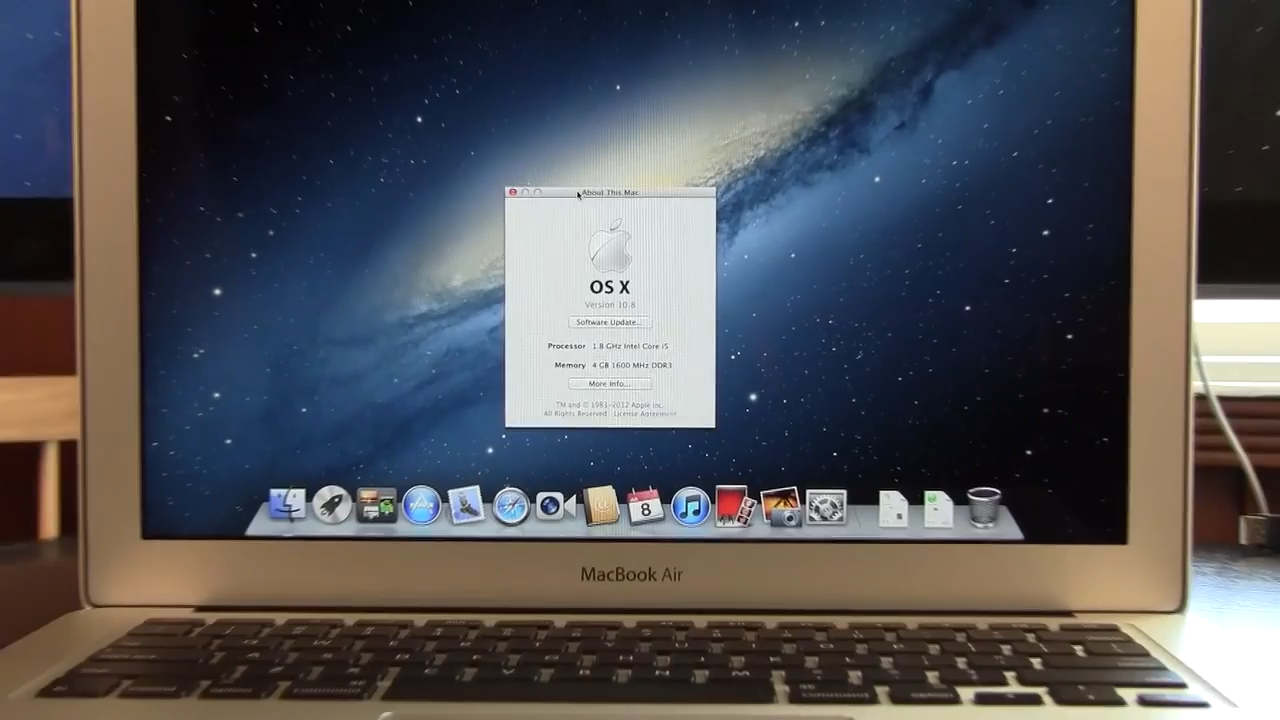 About This Mac
OS X
Version 10.8
Software Update...
Processor 1.8 GHz Intel Core i5
Memory 4 GB 1600 MHz DDR3
More Info...
TM and © 1983-2012 Apple Inc.
All Rights Reserved License Agreement
8
MacBook Air